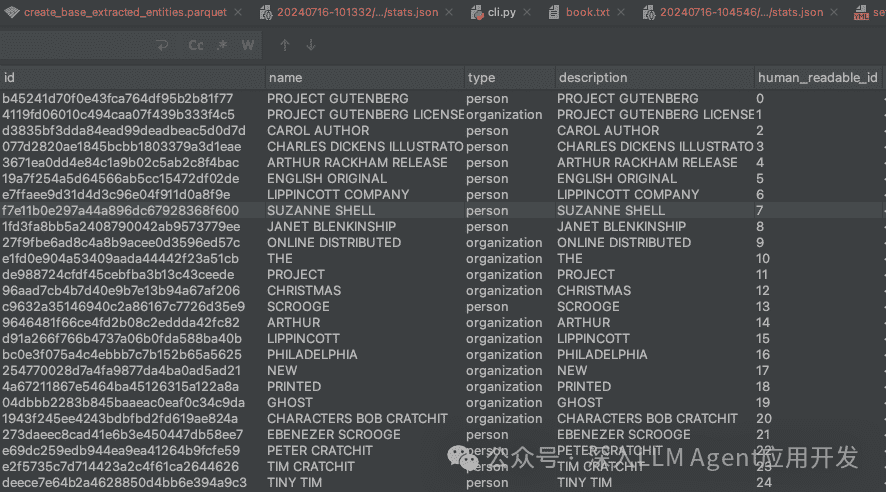 create_base_extracted_entities.parquet 20240716-101332/.../stats.json cli.py book.txt 20240716-104546/.../stats.json se
Cc .* W
id name type description human_readable_id
b45241d70f0e43fca764df95b2b81f77 PROJECT GUTENBERG person PROJECT GUTENBERG 0
4119fd06010c494caa07f439b333f4c5 PROJECT GUTENBERG LICENSE organization PROJECT GUTENBERG LICENSE 1
d3835bf3dda84ead99deadbeac5d0d7d CAROL AUTHOR person CAROL AUTHOR 2
077d2820ae1845bcbb1803379a3d1eae CHARLES DICKENS ILLUSTRATO person CHARLES DICKENS ILLUSTRATO 3
3671ea0dd4e84c1a9b02c5ab2c8f4bac ARTHUR RACKHAM RELEASE person ARTHUR RACKHAM RELEASE 4
19a7f254a5d64566ab5cc15472df02de ENGLISH ORIGINAL person ENGLISH ORIGINAL 5
e7ffaee9d31d4d3c96e04f911d0a8f9e LIPPINCOTT COMPANY person LIPPINCOTT COMPANY 6
f7e11b0e297a44a896dc67928368f600 SUZANNE SHELL person SUZANNE SHELL 7
1fd3fa8bb5a2408790042ab9573779ee JANET BLENKINSHIP person JANET BLENKINSHIP 8
27f9fbe6ad8c4a8b9acee0d3596ed57c ONLINE DISTRIBUTED organization ONLINE DISTRIBUTED 9
e1fd0e904a53409aada44442f23a51cb THE organization THE 10
de988724cfdf45cebfba3b13c43ceede PROJECT organization PROJECT 11
96aad7cb4b7d40e9b7e13b94a67af206 CHRISTMAS organization CHRISTMAS 12
c9632a35146940c2a86167c7726d35e9 SCROOGE person SCROOGE 13
9646481f66ce4fd2b08c2eddda42fc82 ARTHUR organization ARTHUR 14
d91a266f766b4737a06b0fda588ba40b LIPPINCOTT organization LIPPINCOTT 15
bc0e3f075a4c4ebbb7c7b152b65a5625 PHILADELPHIA organization PHILADELPHIA 16
254770028d7a4fa9877da4ba0ad5ad21 NEW organization NEW 17
4a67211867e5464ba45126315a122a8a PRINTED organization PRINTED 18
04dbbb2283b845baaeac0eaf0c34c9da GHOST organization GHOST 19
1943f245ee4243bdbfbd2fd619ae824a CHARACTERS BOB CRATCHIT organization CHARACTERS BOB CRATCHIT 20
273daeec8cad41e6b3e450447db58ee7 EBENEZER SCROOGE person EBENEZER SCROOGE 21
e69dc259edb944ea9ea41264b9fcfe59 PETER CRATCHIT person PETER CRATCHIT 22
e2f5735c7d714423a2c4f61ca2644626 TIM CRATCHIT person TIM CRATCHIT 23
deece7e64b2a4628850d4bb6e394a9c3 TINY TIM person TINY TIM 24
公众号 · 深入LLM Agent应用开发